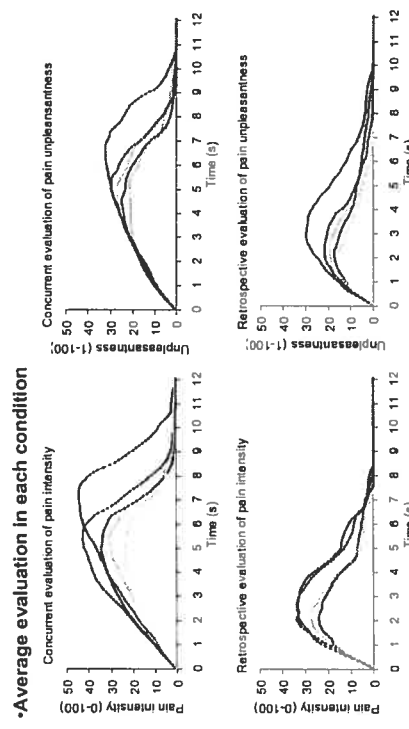 •Average evaluation in each condition
Concurrent evaluation of pain intensity
Pain intensity (0-100)
50
40
30
20
10
0
0 1 2 3 4 5 6 7 8 9 10 11 12
Time (s)
Concurrent evaluation of pain unpleansantness
Unpleasantness (1-100;
50
40
30
20
10
0
0 1 2 3 4 5 6 7 8 9 10 11 12
Time (s)
Retrospective evaluation of pain intensity
Pain intensity (0-100)
50
40
30
20
10
0
0 1 2 3 4 5 6 7 8 9 10 11 12
Time (s)
Retrospective evaluation of pain unpleasantness
Unpleasantness (1-100;
50
40
30
20
10
0
0 1 2 3 4 5 6 7 8 9 10 11 12
Time (s)